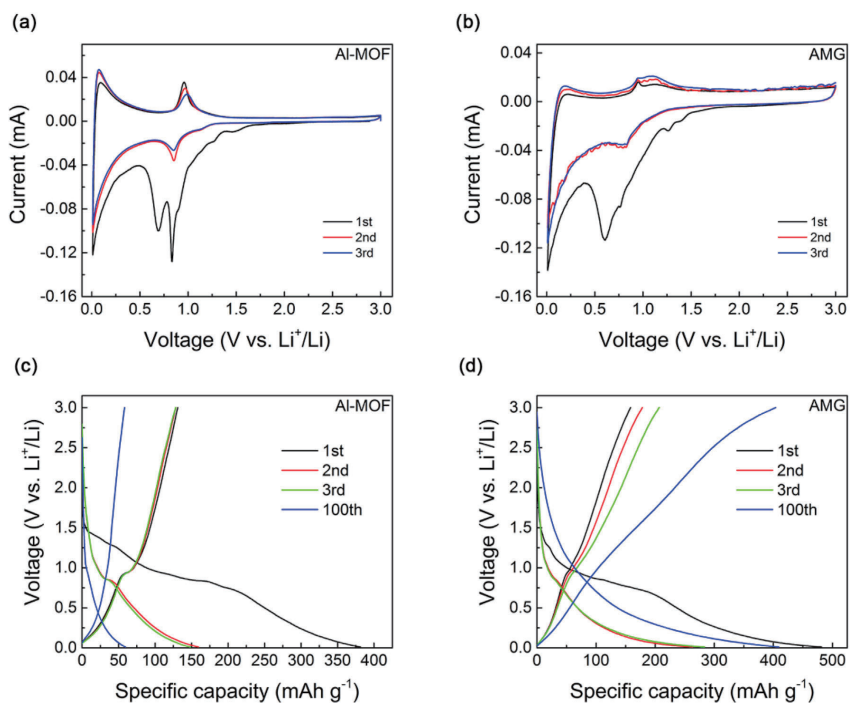 (a)
Al-MOF
0.04
0.00
-0.04
-0.08
-0.12
-0.16
Current (mA)
1st
2nd
3rd
0.0 0.5 1.0 1.5 2.0 2.5 3.0
Voltage (V vs. Li⁺/Li)
(b)
AMG
0.04
0.00
-0.04
-0.08
-0.12
-0.16
Current (mA)
1st
2nd
3rd
0.0 0.5 1.0 1.5 2.0 2.5 3.0
Voltage (V vs. Li⁺/Li)
(c)
Al-MOF
3.0
2.5
2.0
1.5
1.0
0.5
0.0
Voltage (V vs. Li⁺/Li)
1st
2nd
3rd
100th
0 50 100 150 200 250 300 350 400
Specific capacity (mAh g⁻¹)
(d)
AMG
3.0
2.5
2.0
1.5
1.0
0.5
0.0
Voltage (V vs. Li⁺/Li)
1st
2nd
3rd
100th
0 100 200 300 400 500
Specific capacity (mAh g⁻¹)